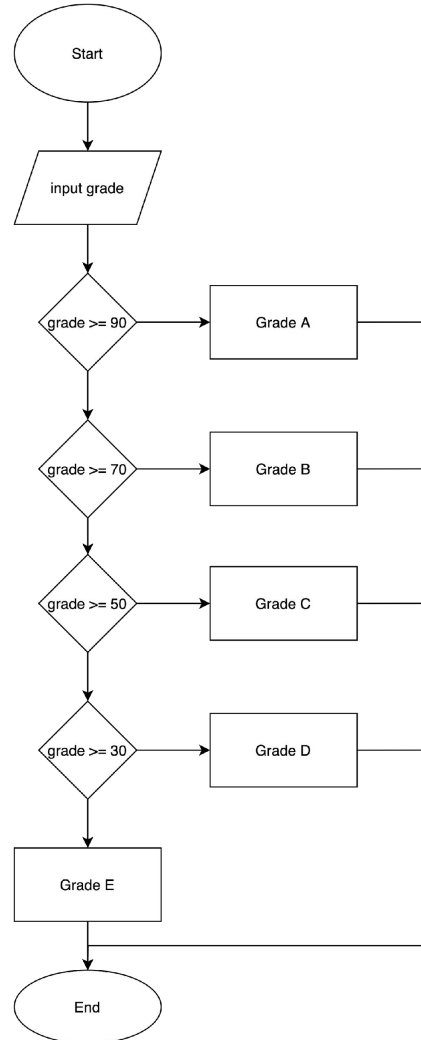 Start
input grade
grade >= 90
Grade A
grade >= 70
Grade B
grade >= 50
Grade C
grade >= 30
Grade D
Grade E
End